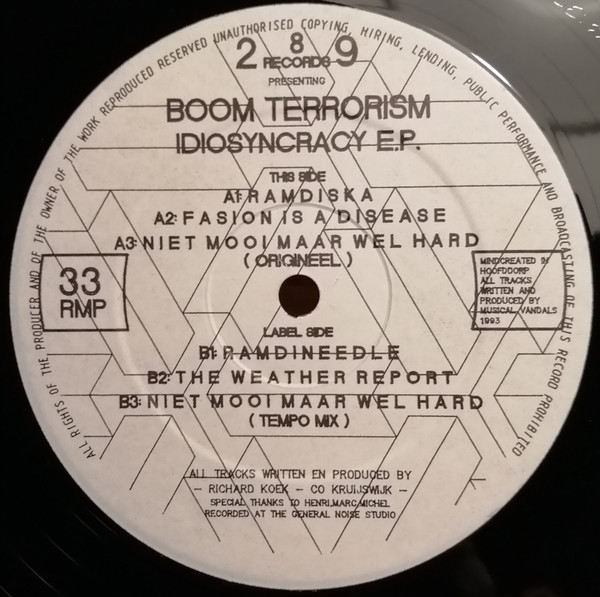 ALL RIGHTS OF THE PRODUCER AND OF THE OWNER OF THE WORK REPRODUCED RESERVED UNAUTHORISED COPYING, HIRING, LENDING, PUBLIC PERFORMANCE AND BROADCASTING OF THIS RECORD PROHIBITED
2 8 9
RECORDS
PRESENTING
BOOM TERRORISM
IDIOSYNCRACY E.P.
THIS SIDE
A1: RAMDISKA
A2: FASION IS A DISEASE
A3: NIET MOOI MAAR WEL HARD
( ORIGINEEL )
33
RMP
MINDCREATED IN
HOOFDDORP
ALL TRACKS
WRITTEN AND
PRODUCED BY
MUSICAL VANDALS
1993
LABEL SIDE
B1: RAMDINEEDLE
B2: THE WEATHER REPORT
B3: NIET MOOI MAAR WEL HARD
( TEMPO MIX )
ALL TRACKS WRITTEN EN PRODUCED BY
- RICHARD KOEK - CO KRUIJSWIJK -
SPECIAL THANKS TO HENRI,MARC,MICHEL
RECORDED AT THE GENERAL NOISE STUDIO